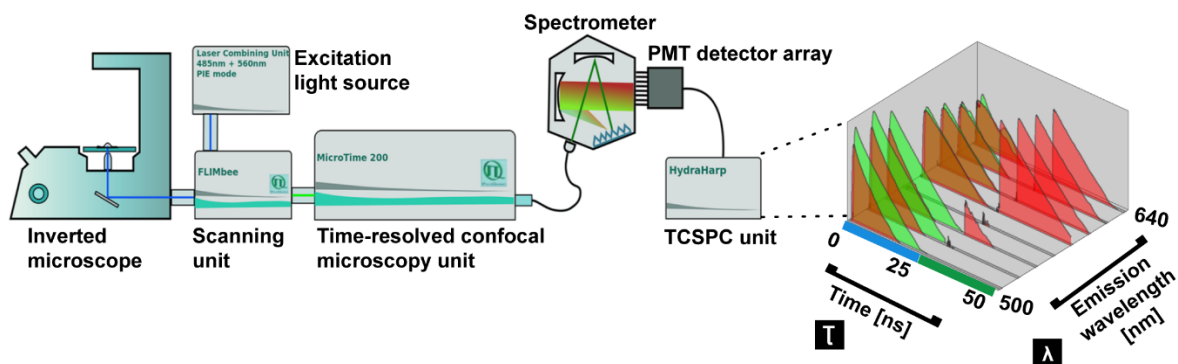 Laser Combining Unit
485nm + 560nm
PIE mode
Excitation
light source
FLIMbee
MicroTime 200
Inverted
microscope
Scanning
unit
Time-resolved confocal
microscopy unit
Spectrometer
PMT detector array
HydraHarp
TCSPC unit
0
25
50
Time [ns]
τ
500
640
Emission
wavelength
[nm]
λ